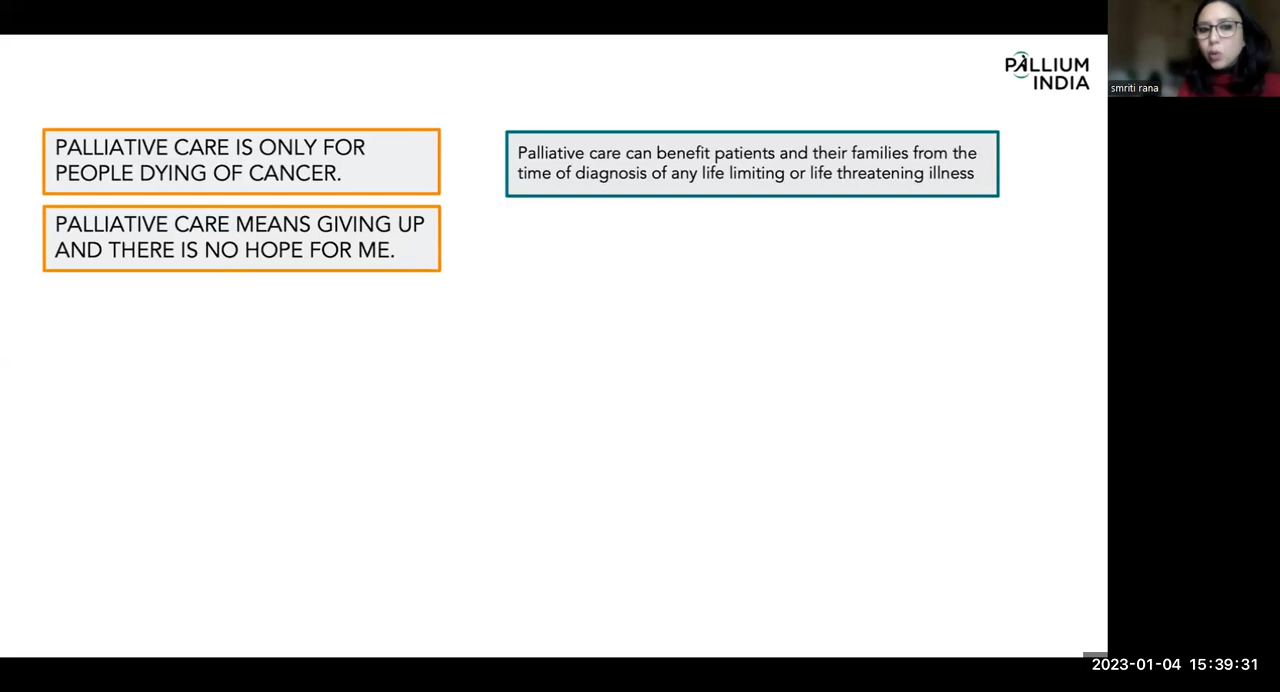 PALLIUM
INDIA
smriti rana
PALLIATIVE CARE IS ONLY FOR
PEOPLE DYING OF CANCER.
Palliative care can benefit patients and their families from the
time of diagnosis of any life limiting or life threatening illness
PALLIATIVE CARE MEANS GIVING UP
AND THERE IS NO HOPE FOR ME.
2023-01-04 15:39:31